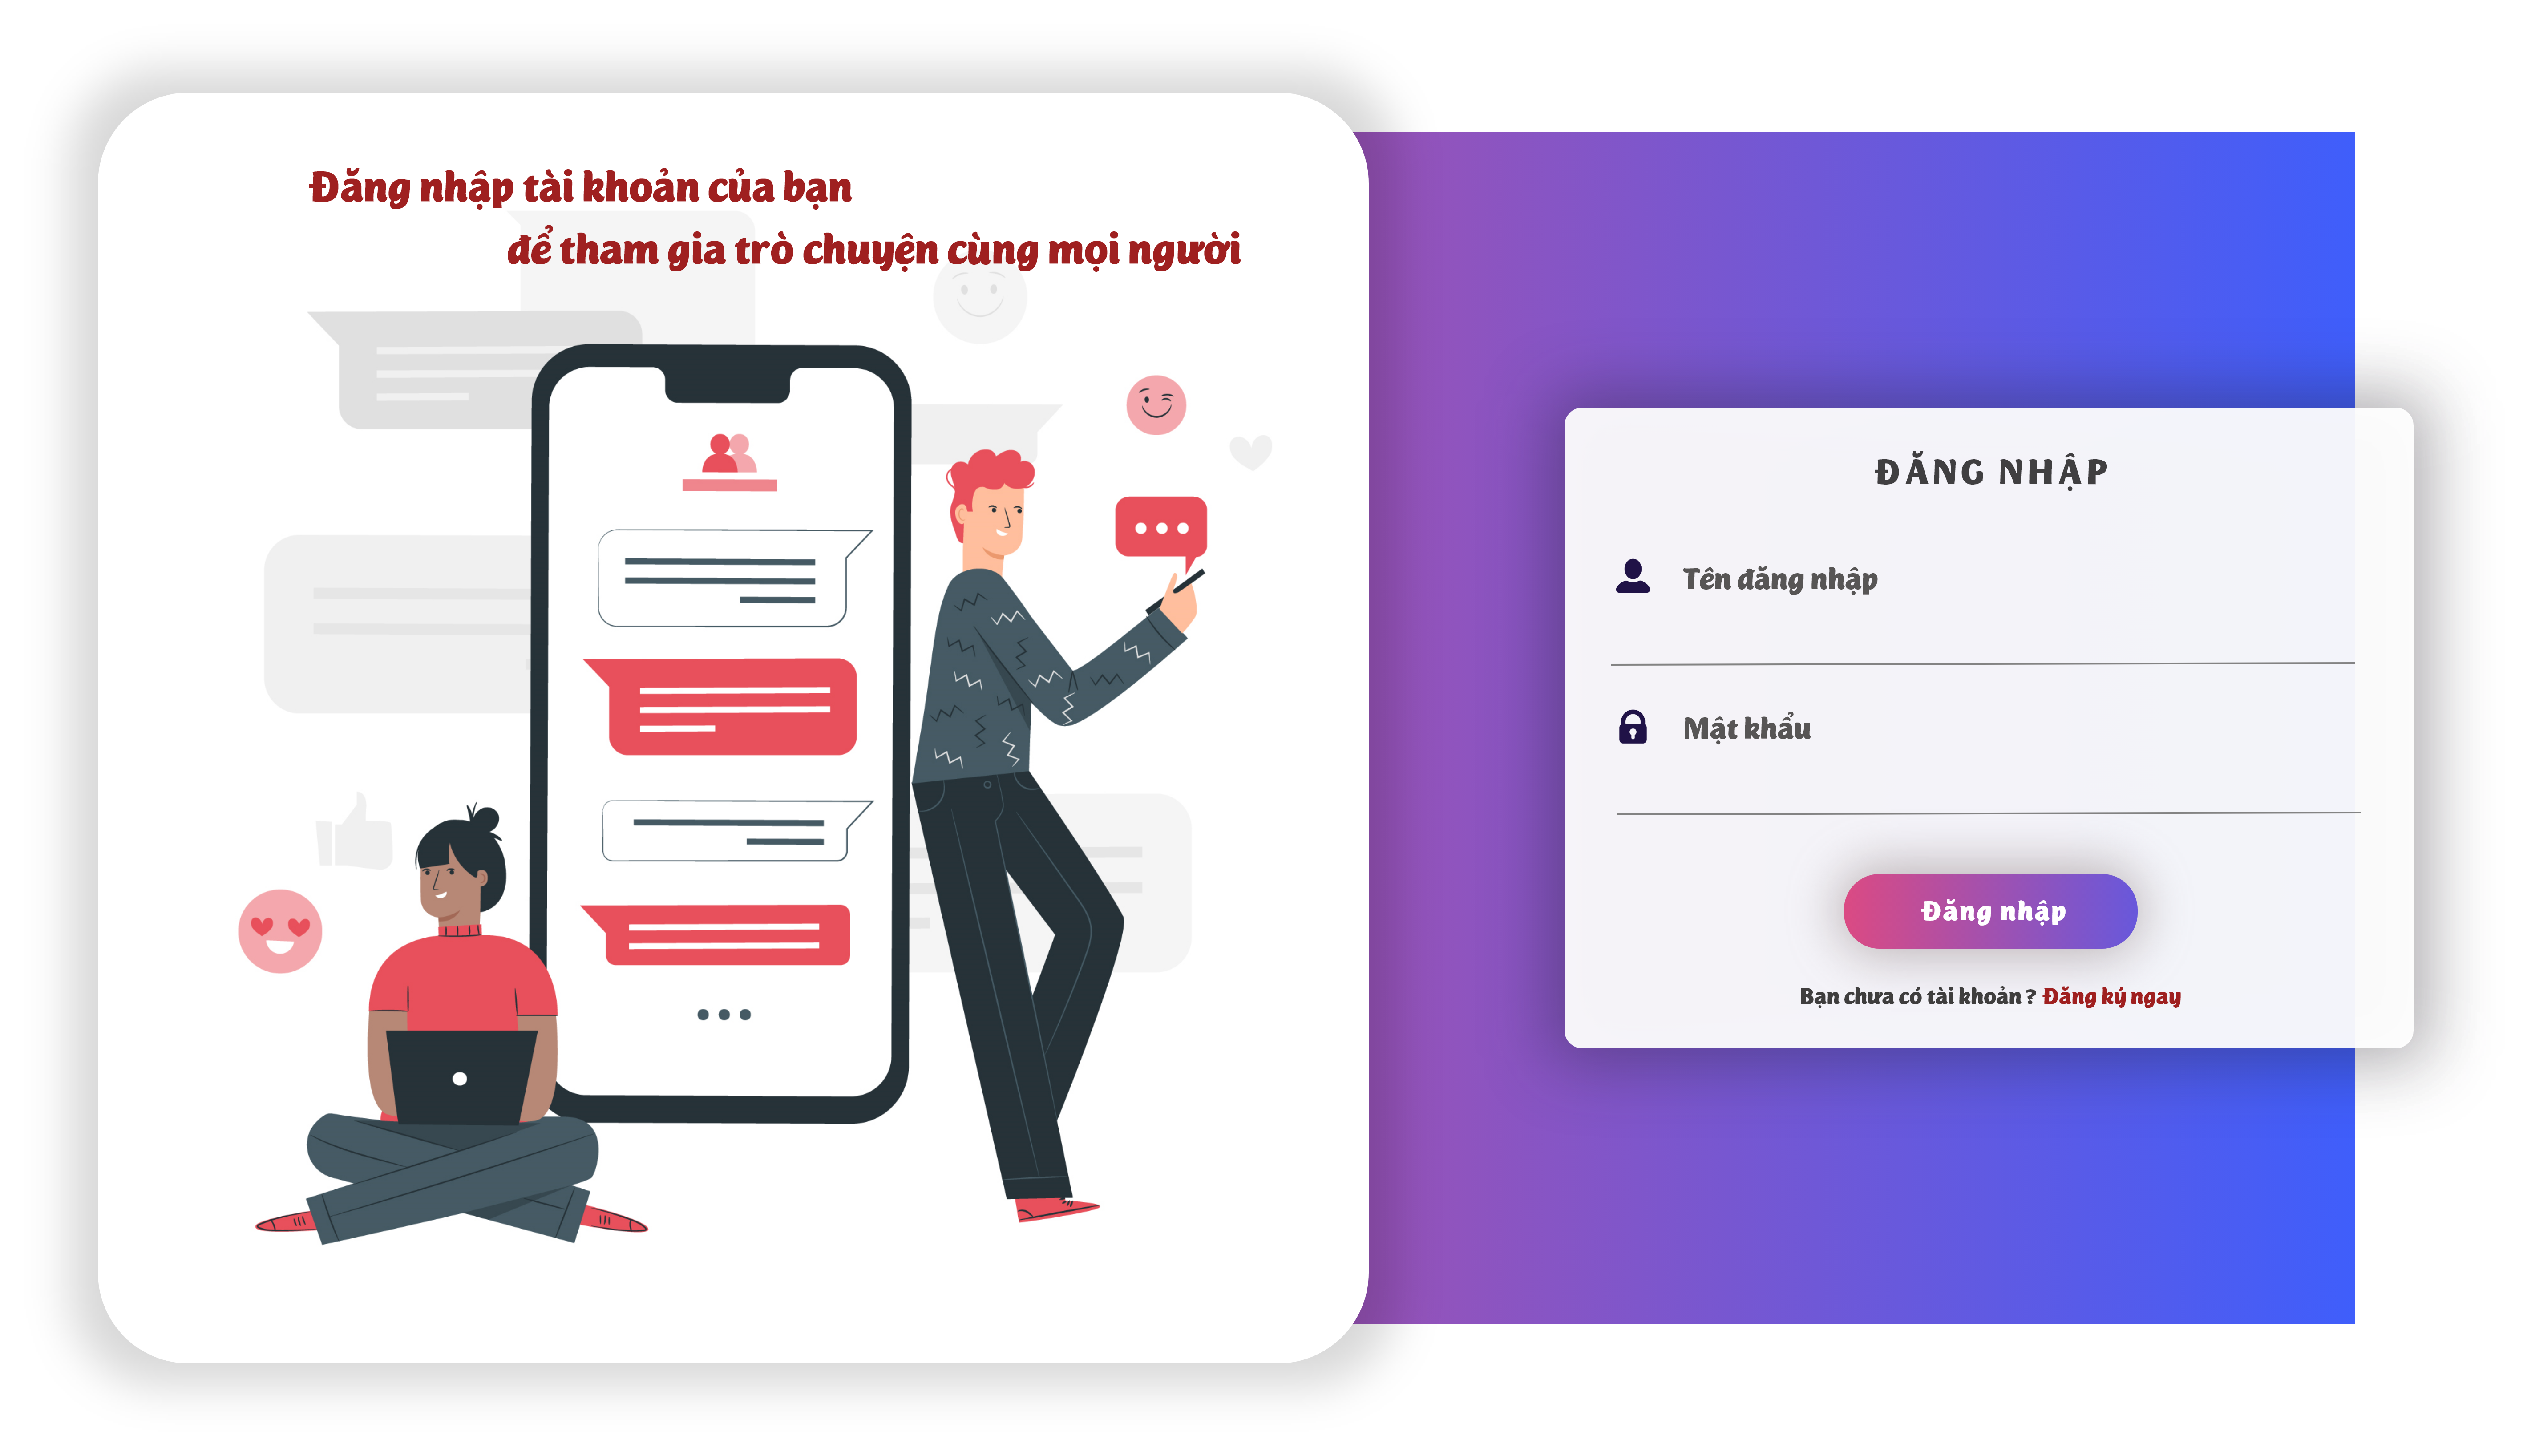 Đăng nhập tài khoản của bạn
để tham gia trò chuyện cùng mọi người
ĐĂNG NHẬP
Tên đăng nhập
Mật khẩu
Đăng nhập
Bạn chưa có tài khoản ? Đăng ký ngay